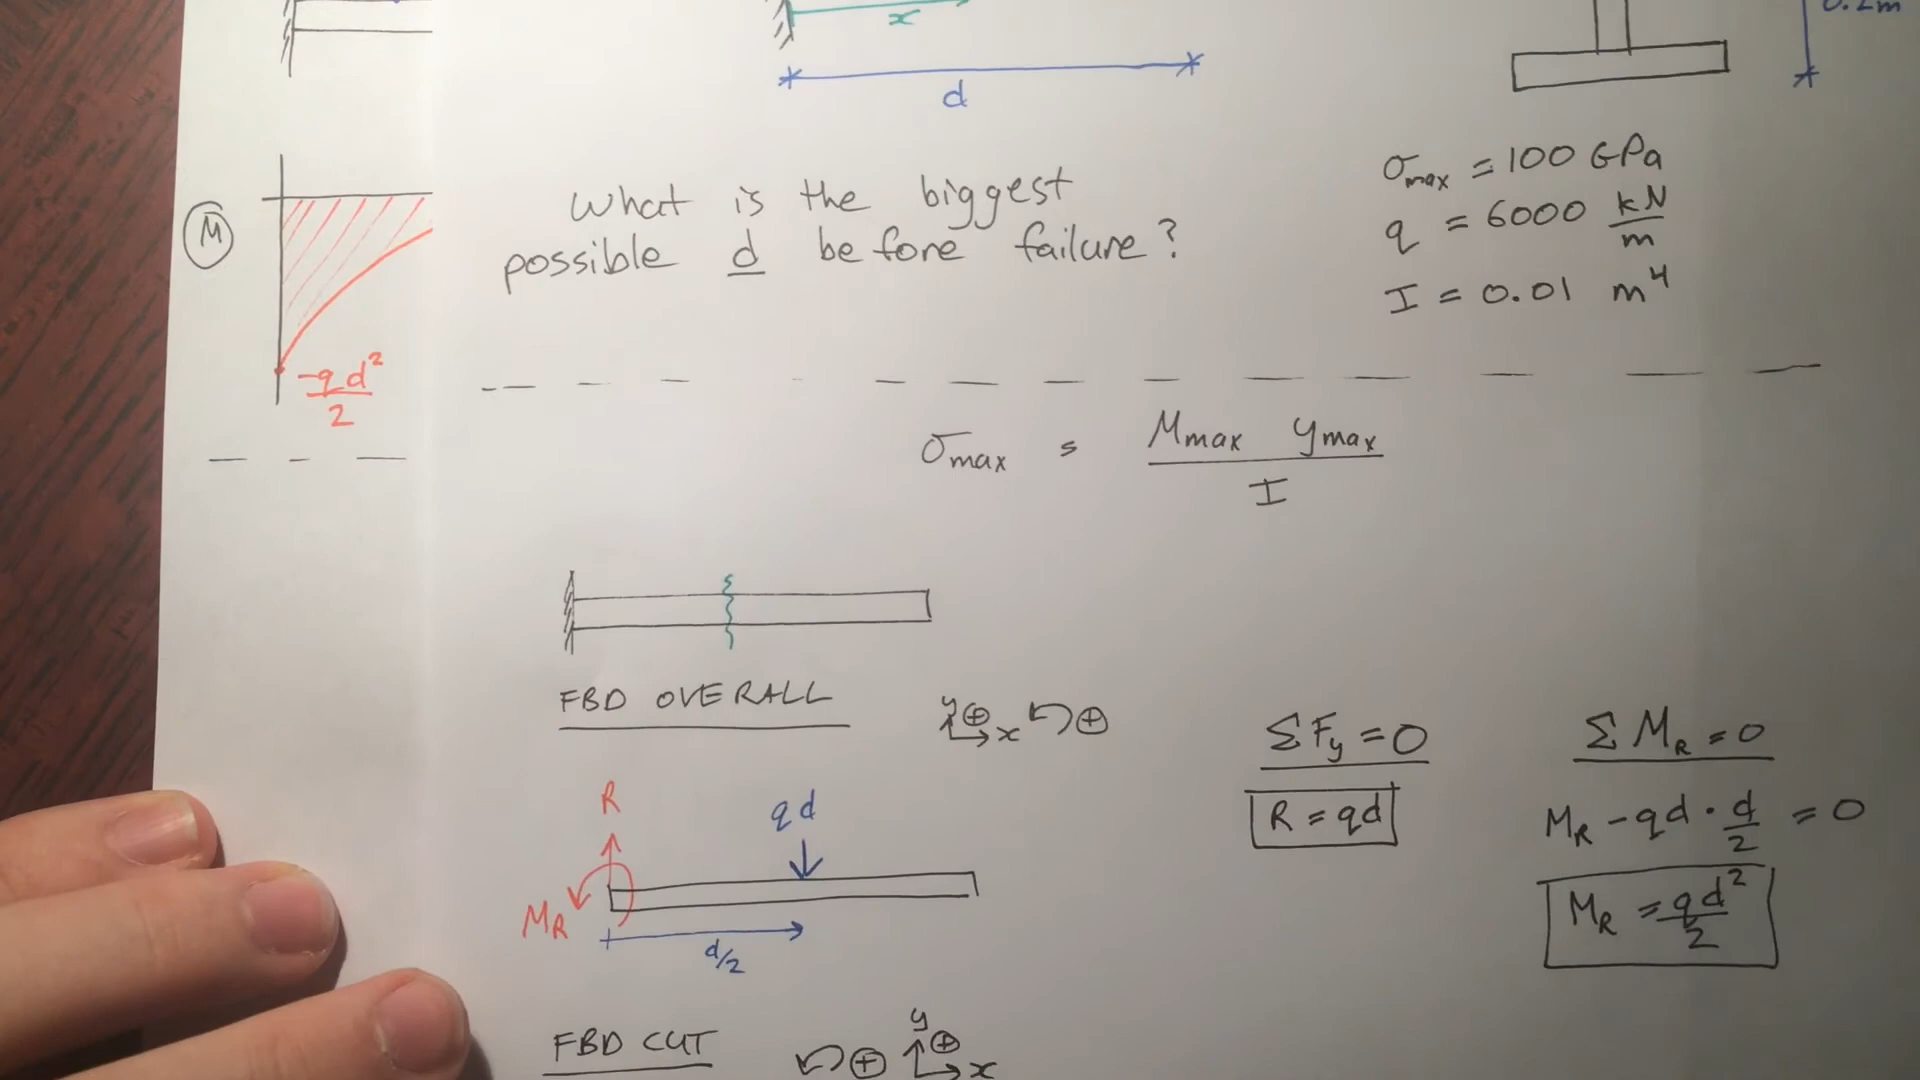 x
d
M
-qd²/2
What is the biggest
possible d before failure?
σmax = 100 GPa
q = 6000 kN/m
I = 0.01 m⁴
σmax = Mmax ymax / I
FBD OVERALL
y ⊕ x ⊕
R
qd
MR
d/2
ΣFy = 0
R = qd
ΣMR = 0
MR - qd · d/2 = 0
MR = qd²/2
FBD CUT
⊕ y ⊕ x